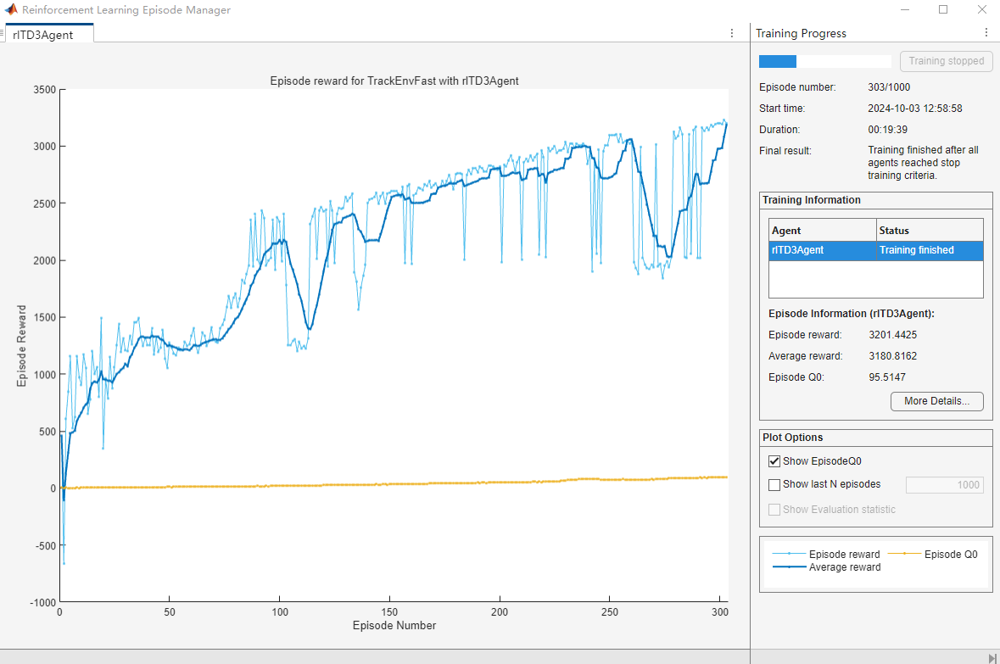 Reinforcement Learning Episode Manager
rlTD3Agent
Training Progress
Episode reward for TrackEnvFast with rlTD3Agent
3500
3000
2500
2000
1500
1000
500
0
-500
-1000
Episode Reward
0
50
100
150
200
250
300
Episode Number
Training stopped
Episode number: 303/1000
Start time: 2024-10-03 12:58:58
Duration: 00:19:39
Final result: Training finished after all
agents reached stop
training criteria.
Training Information
Agent Status
rlTD3Agent Training finished
Episode Information (rlTD3Agent):
Episode reward: 3201.4425
Average reward: 3180.8162
Episode Q0: 95.5147
More Details...
Plot Options
Show EpisodeQ0
Show last N episodes 1000
Show Evaluation statistic
Episode reward Episode Q0
Average reward